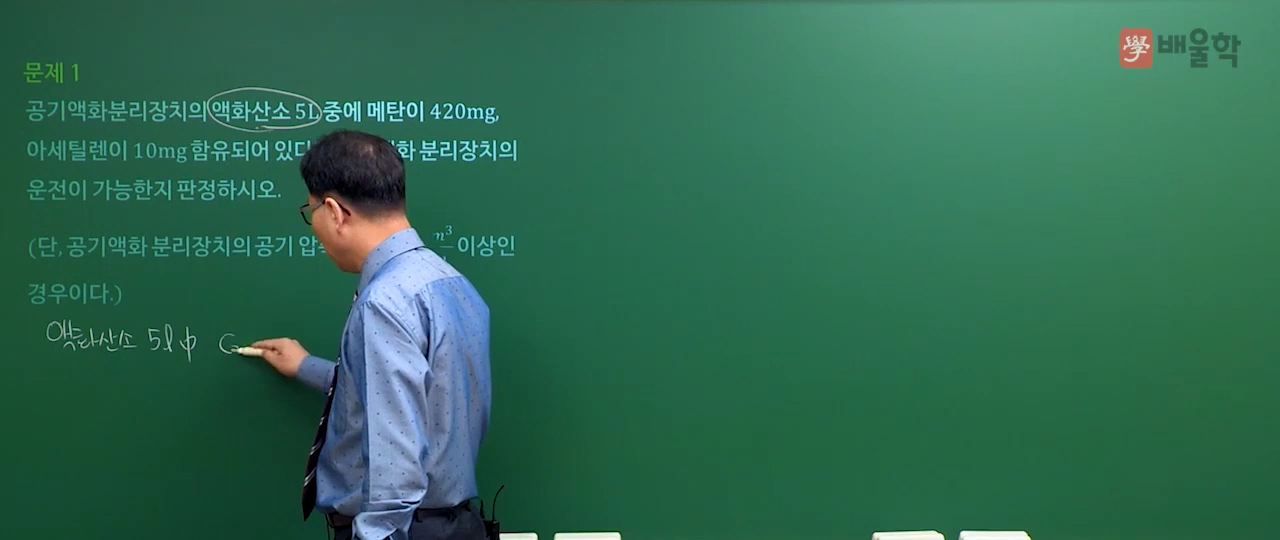 學 배울학
문제 1
공기액화분리장치의 액화산소 5L 중에 메탄이 420mg,
아세틸렌이 10mg 함유되어 있다 분리장치의
운전이 가능한지 판정하시오.
(단, 공기액화 분리장치의 공기 이상인
경우이다.)
액화산소 5l 中 C